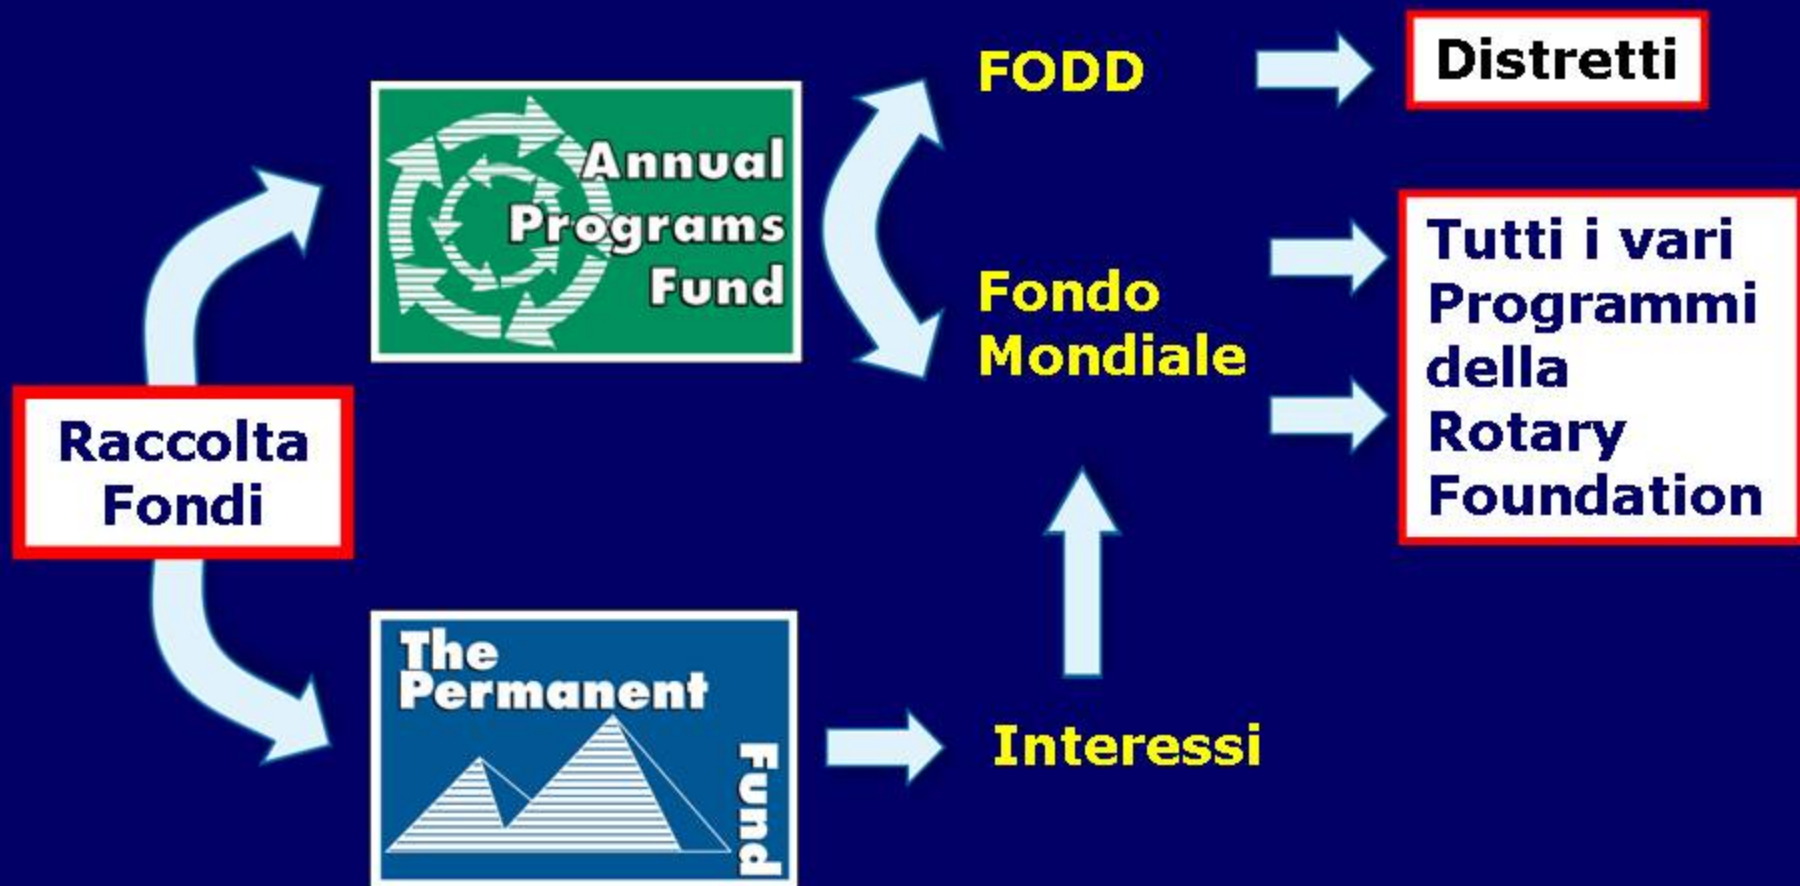 FODD
Distretti
Annual
Programs
Fund
Fondo
Mondiale
Tutti i vari
Programmi
della
Rotary
Foundation
Raccolta
Fondi
The
Permanent
Fund
Interessi